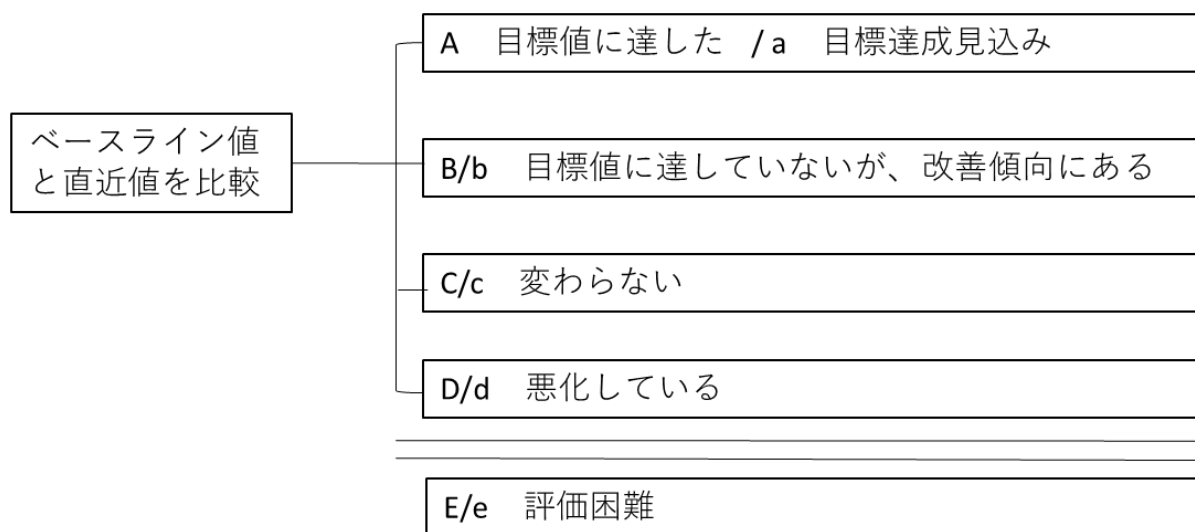 A　目標値に達した　/ a　目標達成見込み
ベースライン値
と直近値を比較
B/b　目標値に達していないが、改善傾向にある
C/c　変わらない
D/d　悪化している
E/e　評価困難